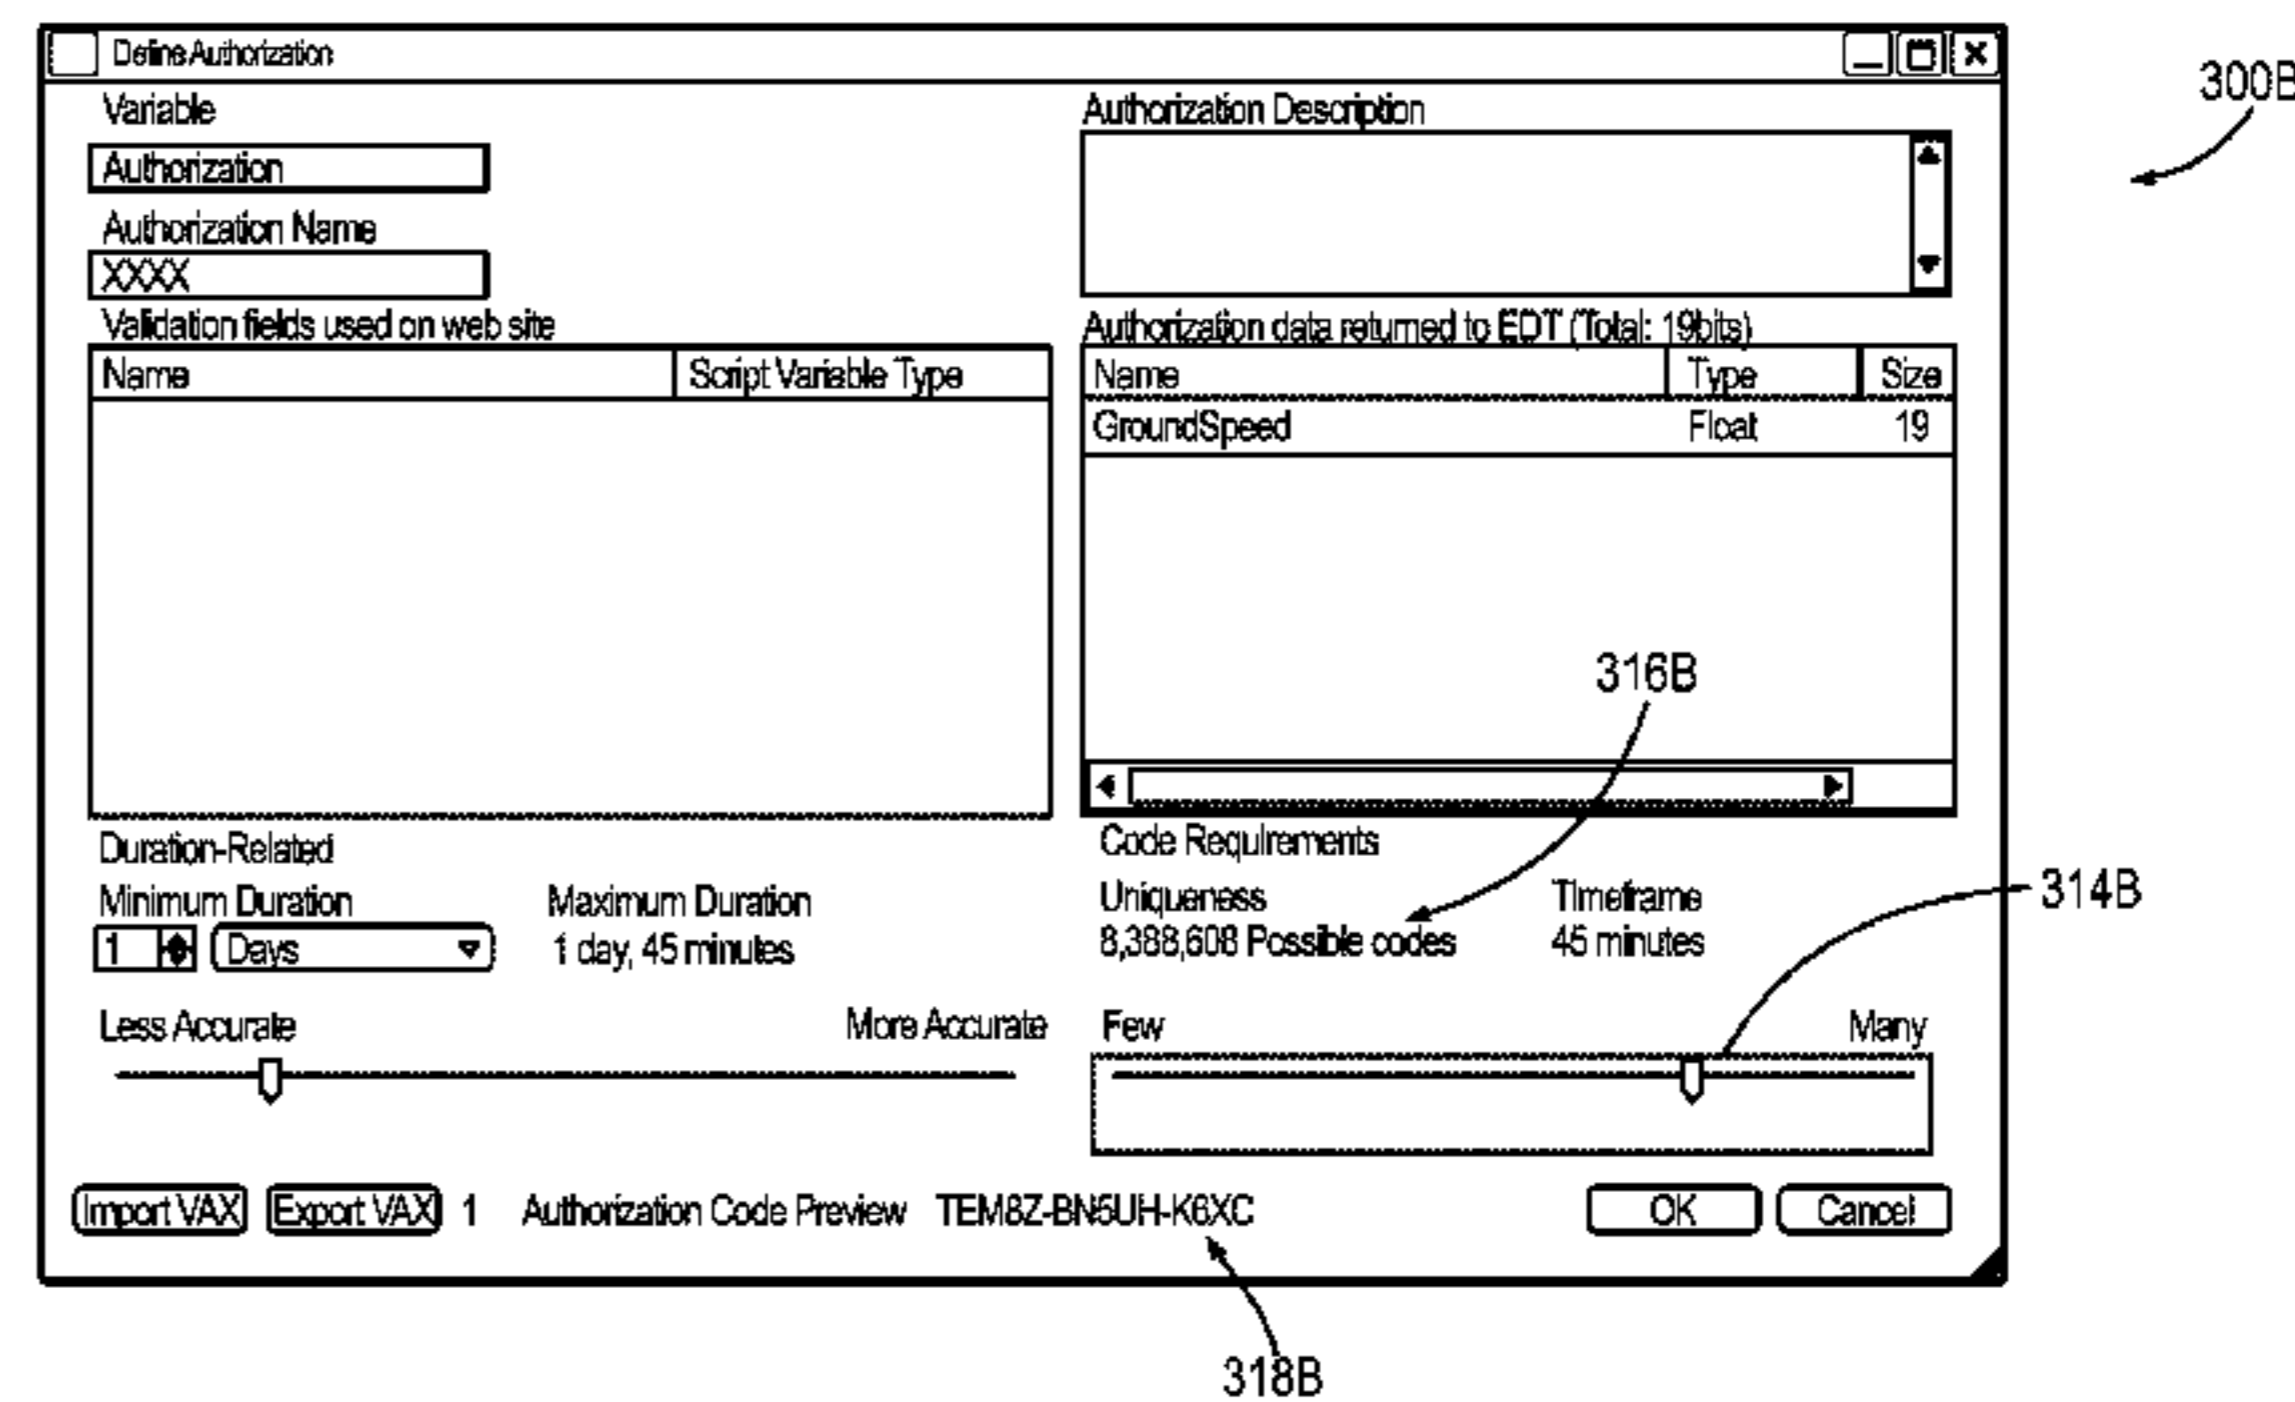 Define Authorization
300B
Variable
Authorization
Authorization Name
XXXX
Authorization Description
Validation fields used on web site
Name Script Variable Type
Authorization data returned to EDT (Total: 19bits)
Name Type Size
GroundSpeed Float 19
316B
314B
Duration-Related
Minimum Duration Maximum Duration
1 Days 1 day, 45 minutes
Less Accurate More Accurate
Code Requirements
Uniqueness Timeframe
8,388,608 Possible codes 45 minutes
Few Many
Import VAX Export VAX 1 Authorization Code Preview TEM8Z-BN5UH-K6XC OK Cancel
318B